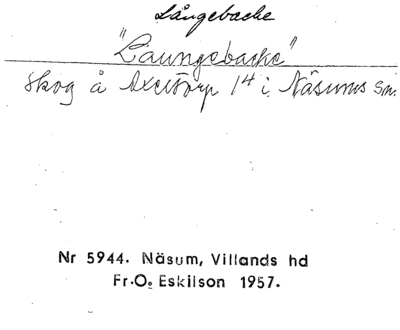 Långebacke
"Laungebacke"
Skog å Axeltorp 1⁴ i Näsums sn.
Nr 5944. Näsum, Villands hd
Fr.O. Eskilson 1957.